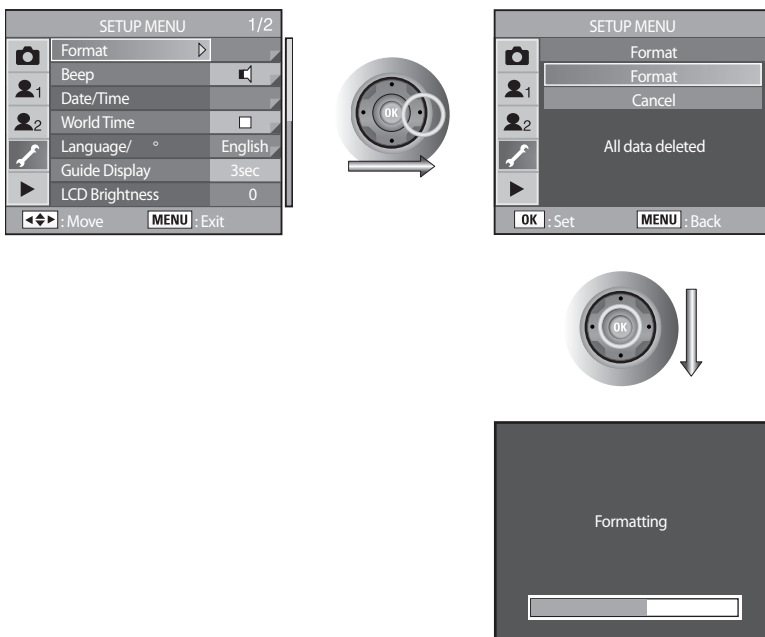 SETUP MENU 1/2
Format
Beep
Date/Time
World Time
Language/ ° English
Guide Display 3sec
LCD Brightness 0
: Move MENU : Exit
1
2
OK
SETUP MENU
Format
Format
Cancel
All data deleted
1
2
OK : Set MENU : Back
OK
Formatting